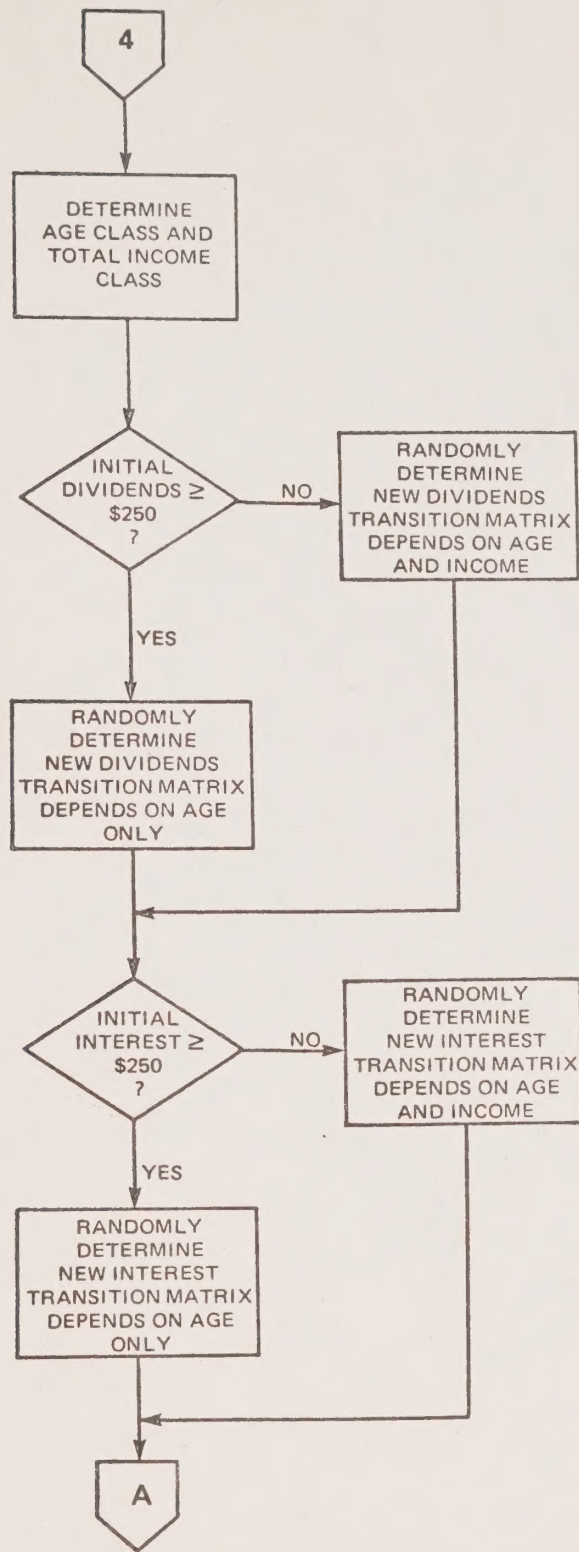 4
DETERMINE
AGE CLASS AND
TOTAL INCOME
CLASS
INITIAL
DIVIDENDS ≥
$250
?
NO
RANDOMLY
DETERMINE
NEW DIVIDENDS
TRANSITION MATRIX
DEPENDS ON AGE
AND INCOME
YES
RANDOMLY
DETERMINE
NEW DIVIDENDS
TRANSITION MATRIX
DEPENDS ON AGE
ONLY
INITIAL
INTEREST ≥
$250
?
NO
RANDOMLY
DETERMINE
NEW INTEREST
TRANSITION MATRIX
DEPENDS ON AGE
AND INCOME
YES
RANDOMLY
DETERMINE
NEW INTEREST
TRANSITION MATRIX
DEPENDS ON AGE
ONLY
A